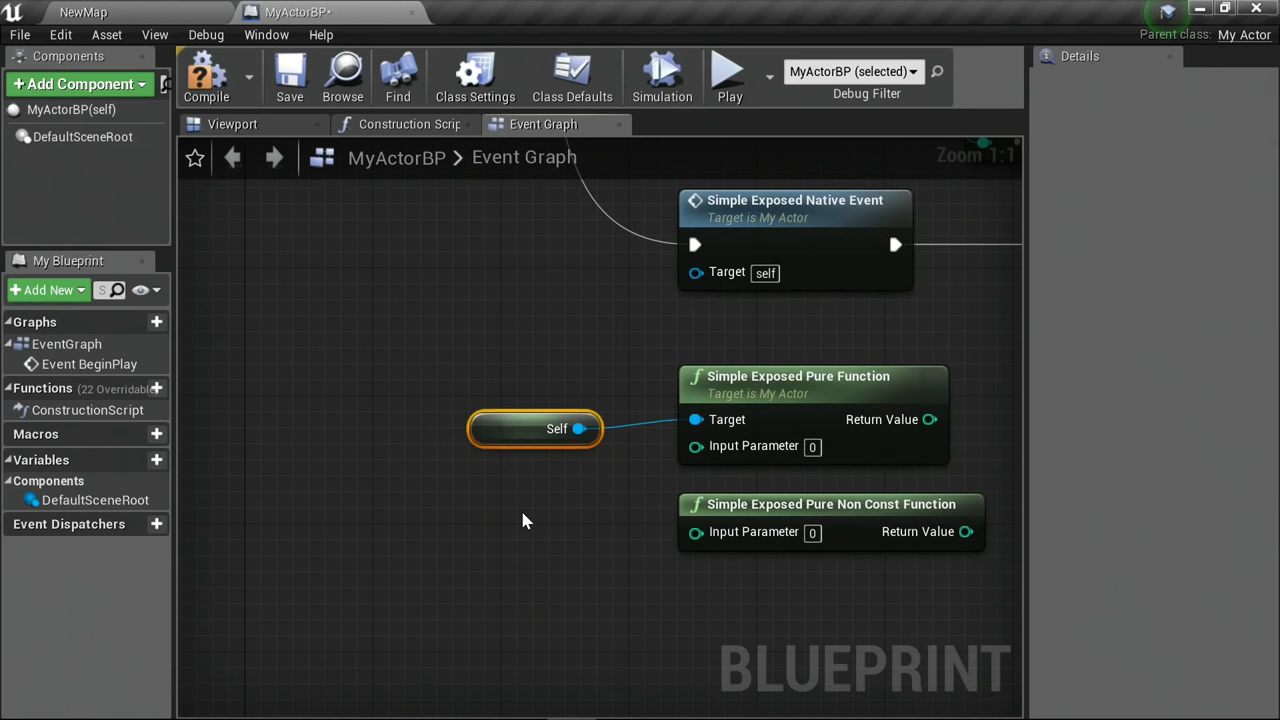 NewMap
MyActorBP*
File Edit Asset View Debug Window Help
Parent class: My Actor
Components
Add Component
MyActorBP(self)
DefaultSceneRoot
Compile
Save
Browse
Find
Class Settings
Class Defaults
Simulation
Play
MyActorBP (selected)
Debug Filter
Details
Viewport
Construction Scrip
Event Graph
MyActorBP > Event Graph
Zoom 1:1
My Blueprint
Add New
S
Graphs
EventGraph
Event BeginPlay
Functions (22 Overridable
ConstructionScript
Macros
Variables
Components
DefaultSceneRoot
Event Dispatchers
Simple Exposed Native Event
Target is My Actor
Target self
Simple Exposed Pure Function
Target is My Actor
Self
Target Return Value
Input Parameter 0
Simple Exposed Pure Non Const Function
Input Parameter 0 Return Value
BLUEPRINT